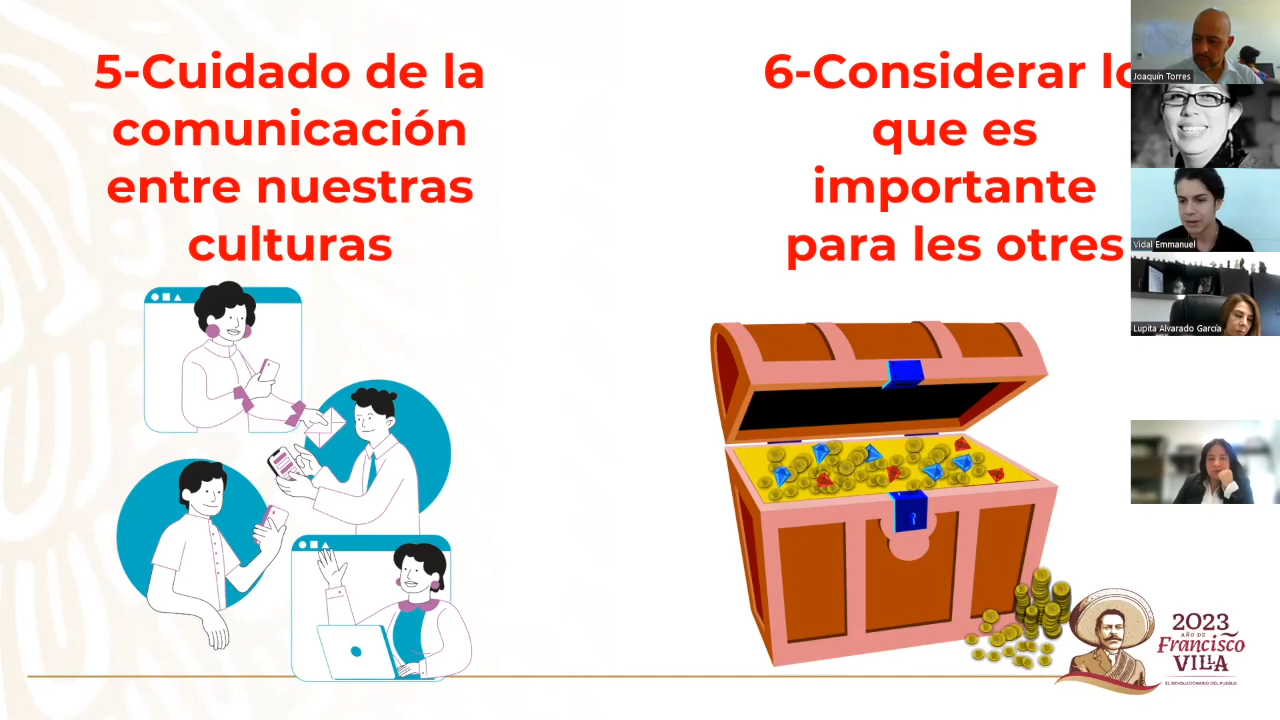 5-Cuidado de la
comunicación
entre nuestras
culturas
6-Considerar lo
que es
importante
para les otres
Joaquín Torres
Vidal Emmanuel
Lupita Alvarado García
2023
AÑO DE
Francisco
VILLA
EL REVOLUCIONARIO DEL PUEBLO